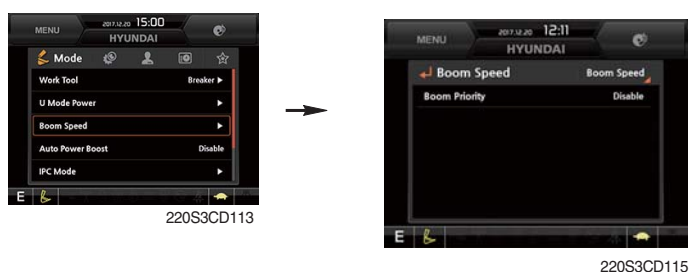 MENU
2017.12.20 15:00
HYUNDAI
Mode
Work Tool Breaker ▶
U Mode Power ▶
Boom Speed ▶
Auto Power Boost Disable
IPC Mode ▶
E
220S3CD113
MENU
2017.12.20 12:11
HYUNDAI
Boom Speed Boom Speed
Boom Priority Disable
E
220S3CD115